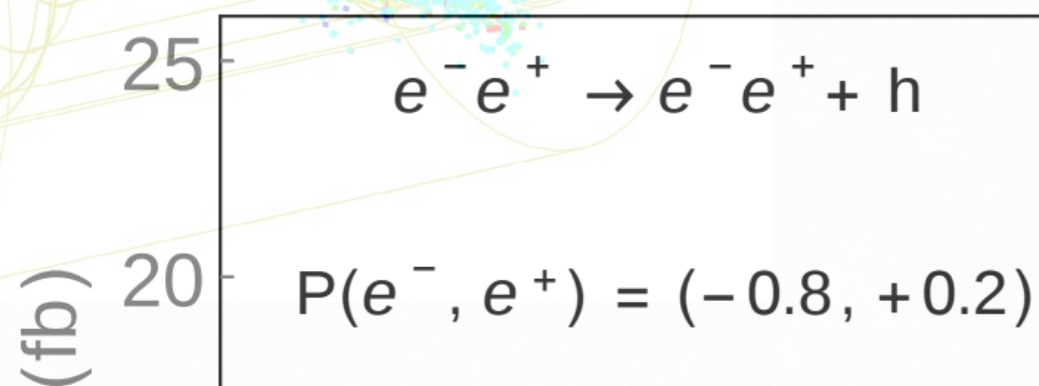 25
e⁻e⁺ → e⁻e⁺ + h
20
P(e⁻, e⁺) = (−0.8, +0.2)
(fb)